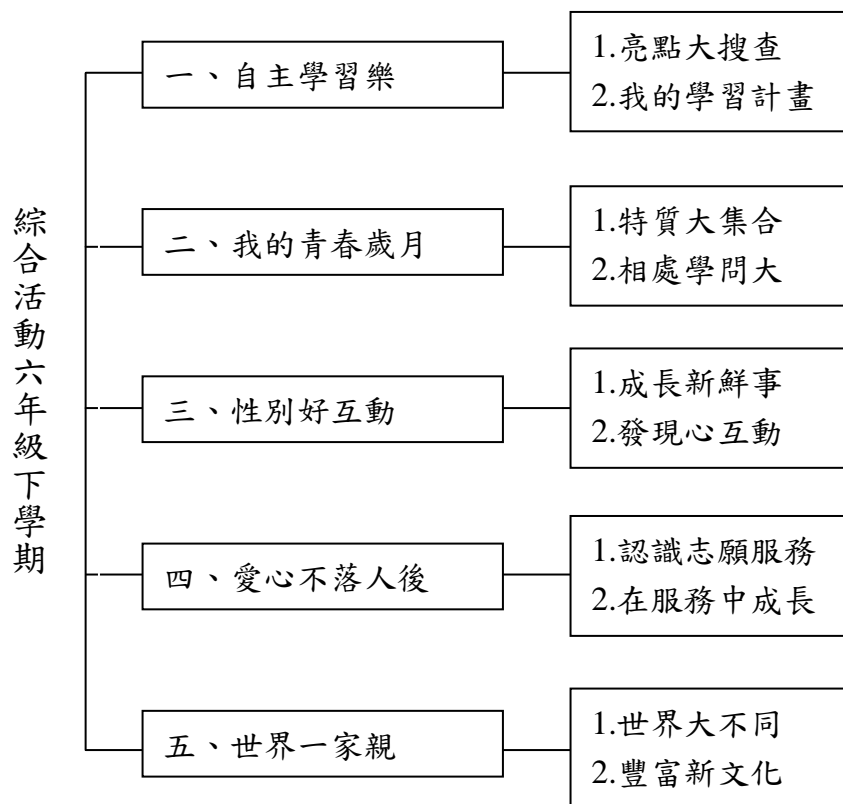 綜合活動六年級下學期
一、自主學習樂
1.亮點大搜查
2.我的學習計畫
二、我的青春歲月
1.特質大集合
2.相處學問大
三、性別好互動
1.成長新鮮事
2.發現心互動
四、愛心不落人後
1.認識志願服務
2.在服務中成長
五、世界一家親
1.世界大不同
2.豐富新文化